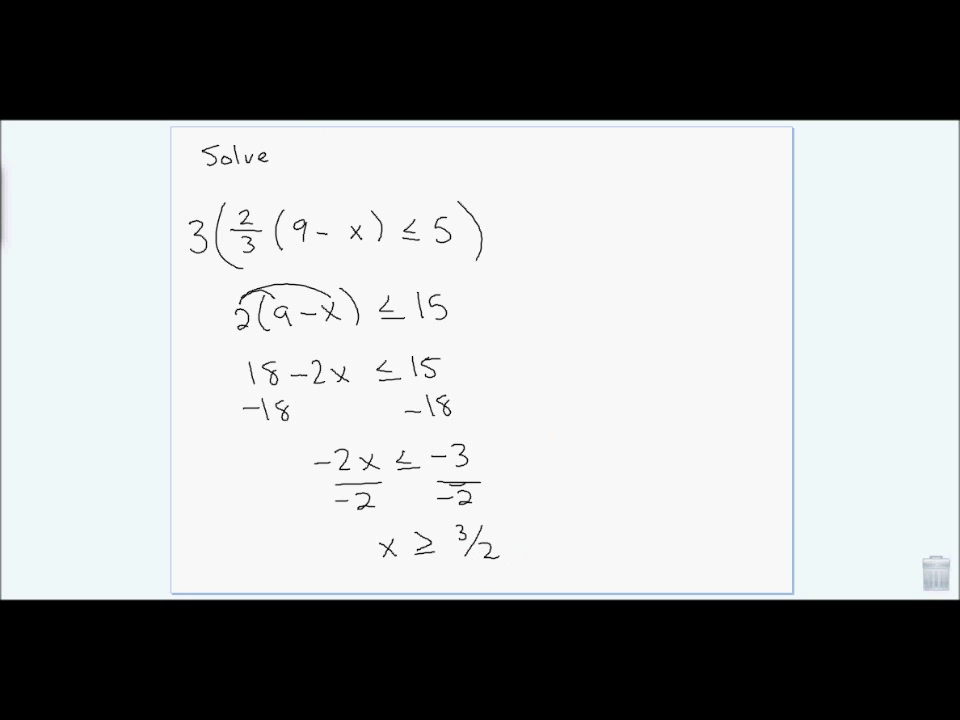 Solve
3(2/3 (9 - x) ≤ 5)
2(9 - x) ≤ 15
18 - 2x ≤ 15
-18 -18
-2x ≤ -3
-2 -2
x ≥ 3/2